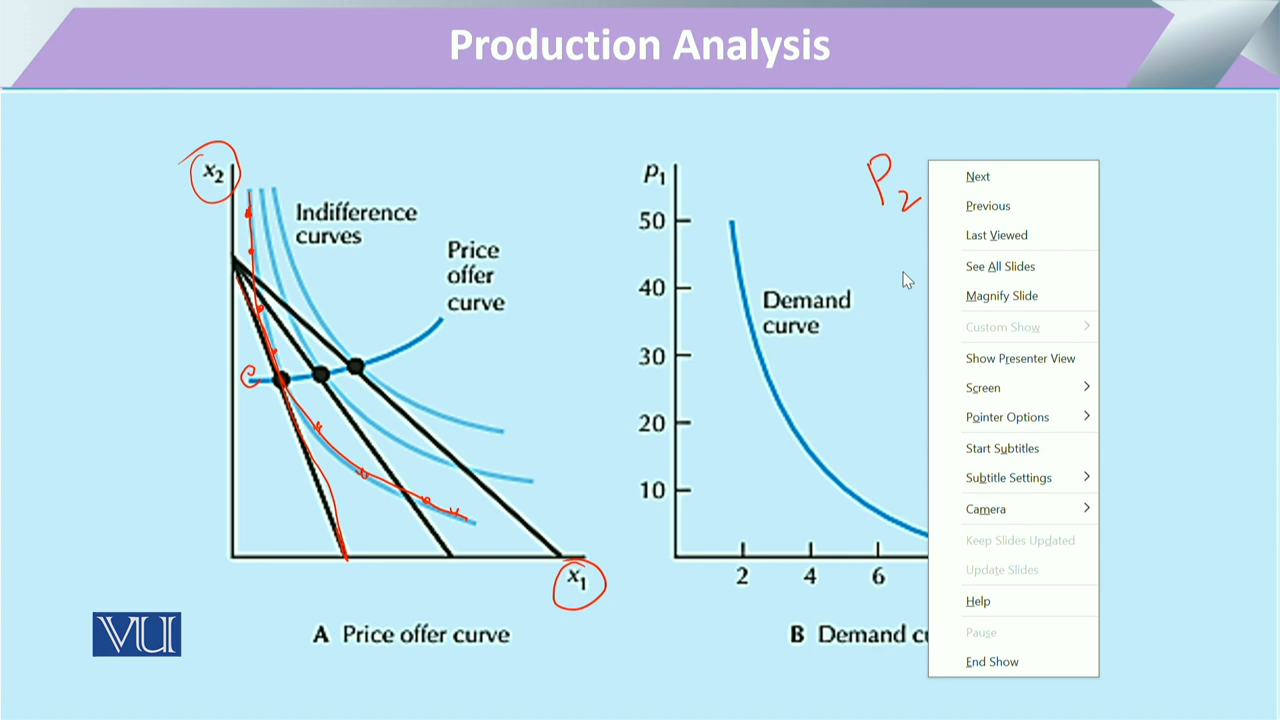 Production Analysis
x₂
Indifference
curves
Price
offer
curve
x₁
A Price offer curve
p₁
50
40
30
20
10
Demand
curve
2 4 6
B Demand cu
P₂
Next
Previous
Last Viewed
See All Slides
Magnify Slide
Custom Show
Show Presenter View
Screen
Pointer Options
Start Subtitles
Subtitle Settings
Camera
Keep Slides Updated
Update Slides
Help
Pause
End Show
VU